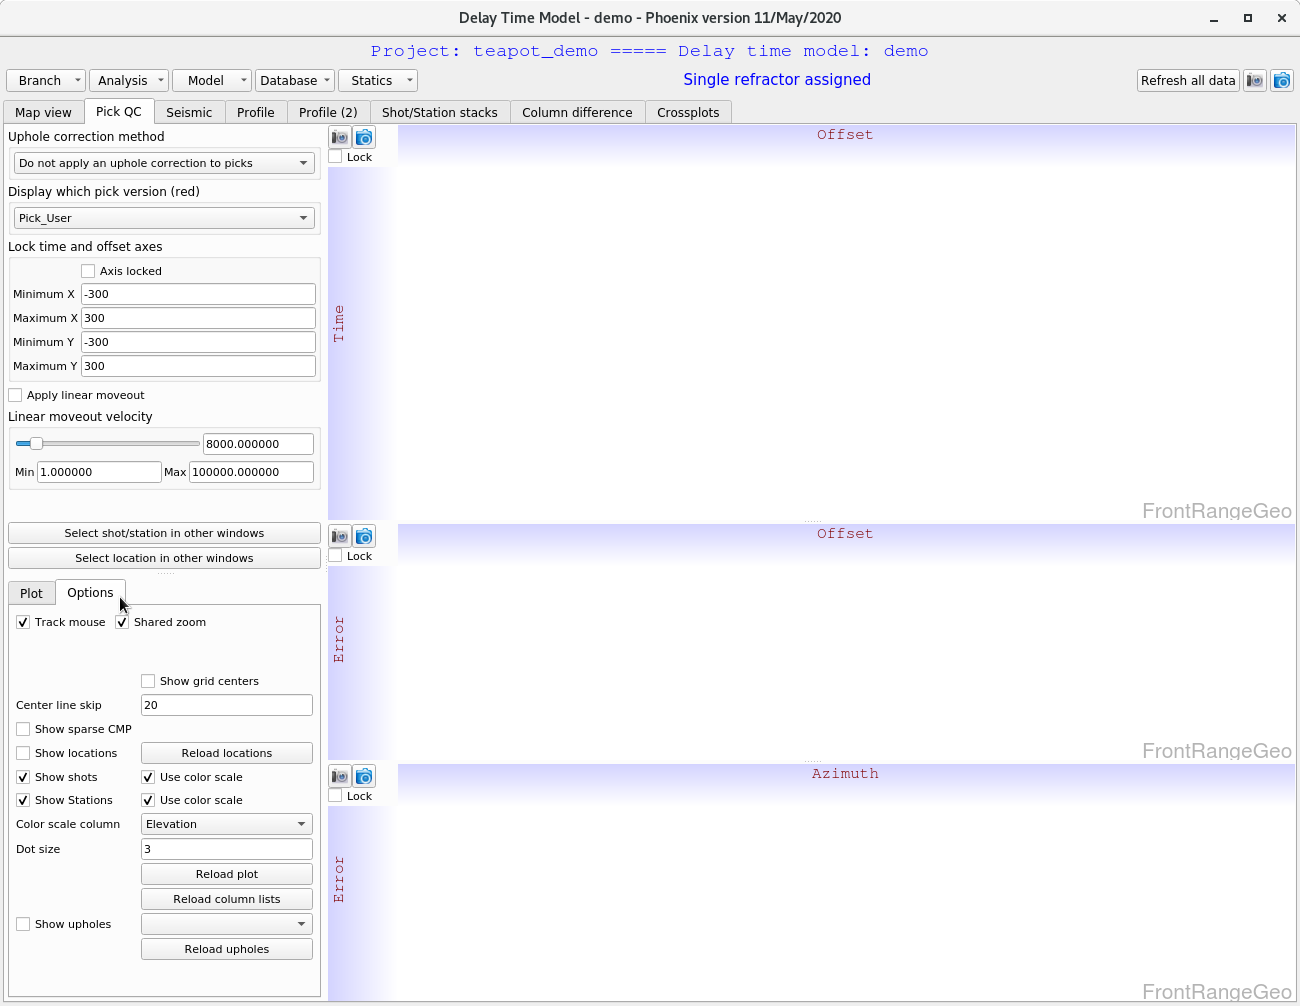 Delay Time Model - demo - Phoenix version 11/May/2020
Project: teapot_demo ===== Delay time model: demo
Branch Analysis Model Database Statics Single refractor assigned Refresh all data
Map view Pick QC Seismic Profile Profile (2) Shot/Station stacks Column difference Crossplots
Uphole correction method
Do not apply an uphole correction to picks
Display which pick version (red)
Pick_User
Lock time and offset axes
Axis locked
Minimum X -300
Maximum X 300
Minimum Y -300
Maximum Y 300
Apply linear moveout
Linear moveout velocity
8000.000000
Min 1.000000 Max 100000.000000
Select shot/station in other windows
Select location in other windows
Plot Options
Track mouse Shared zoom
Show grid centers
Center line skip 20
Show sparse CMP
Show locations Reload locations
Show shots Use color scale
Show Stations Use color scale
Color scale column Elevation
Dot size 3
Reload plot
Reload column lists
Show upholes
Reload upholes
Offset
Lock
Time
FrontRangeGeo
Offset
Lock
Error
FrontRangeGeo
Azimuth
Lock
Error
FrontRangeGeo